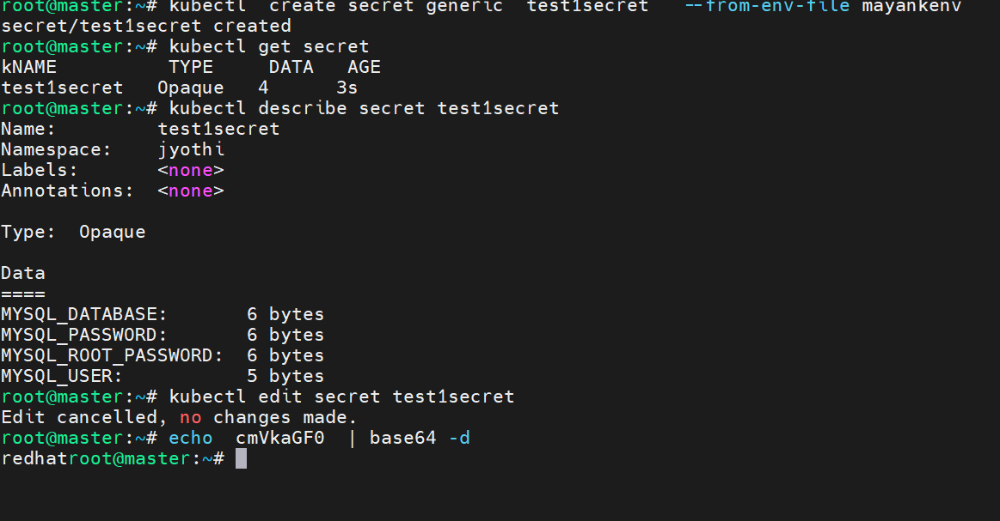 root@master:~# kubectl  create secret generic  test1secret   --from-env-file mayankenv
secret/test1secret created
root@master:~# kubectl get secret
kNAME          TYPE     DATA   AGE
test1secret   Opaque   4      3s
root@master:~# kubectl describe secret test1secret
Name:         test1secret
Namespace:    jyothi
Labels:       <none>
Annotations:  <none>

Type:  Opaque

Data
====
MYSQL_DATABASE:       6 bytes
MYSQL_PASSWORD:       6 bytes
MYSQL_ROOT_PASSWORD:  6 bytes
MYSQL_USER:           5 bytes
root@master:~# kubectl edit secret test1secret
Edit cancelled, no changes made.
root@master:~# echo  cmVkaGF0  | base64 -d
redhatroot@master:~#